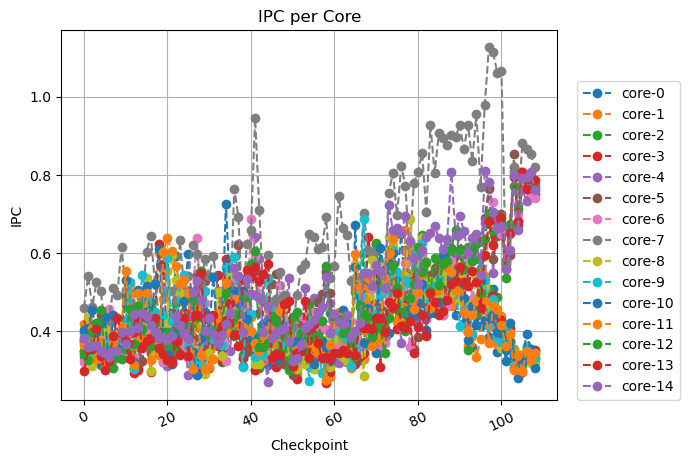 IPC per Core
IPC
1.0
0.8
0.6
0.4
0
20
40
60
80
100
Checkpoint
core-0
core-1
core-2
core-3
core-4
core-5
core-6
core-7
core-8
core-9
core-10
core-11
core-12
core-13
core-14